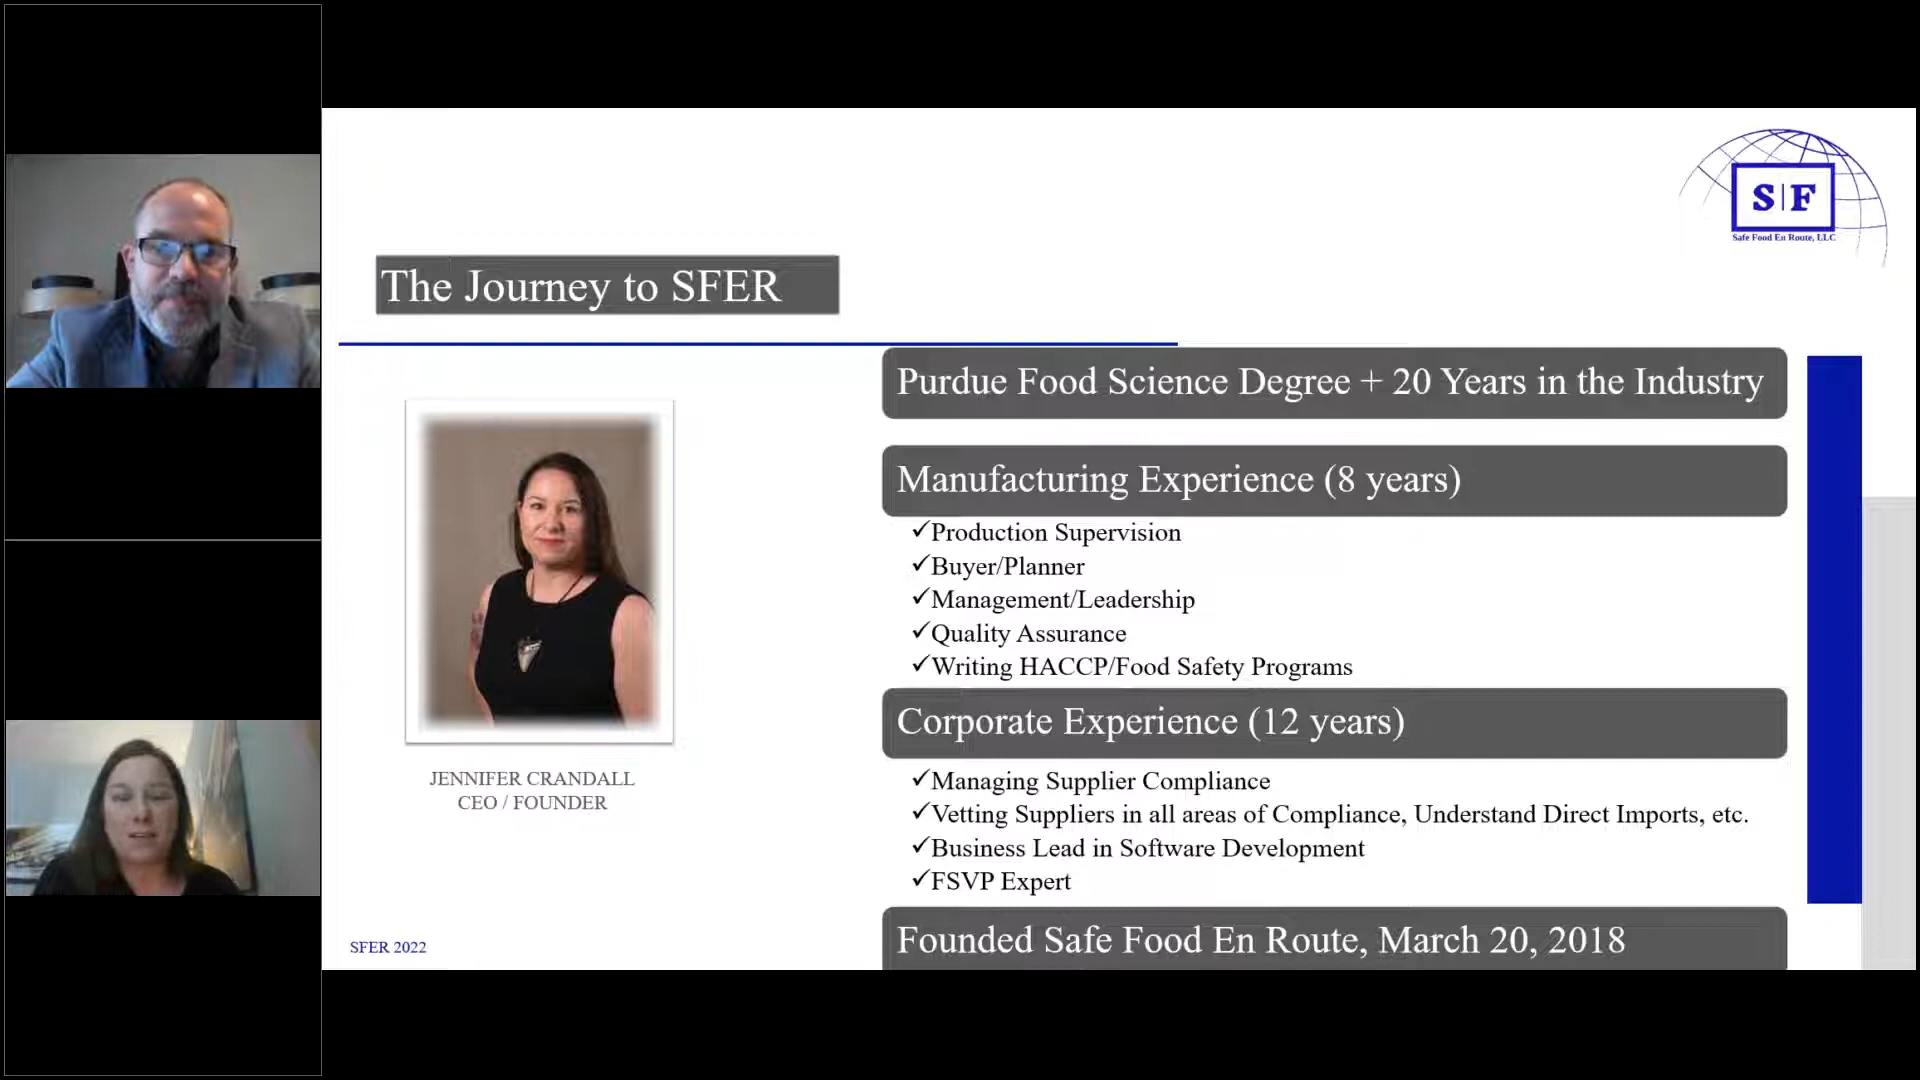 S|F
Safe Food En Route, LLC
The Journey to SFER
Purdue Food Science Degree + 20 Years in the Industry
Manufacturing Experience (8 years)
✓Production Supervision
✓Buyer/Planner
✓Management/Leadership
✓Quality Assurance
✓Writing HACCP/Food Safety Programs
Corporate Experience (12 years)
✓Managing Supplier Compliance
✓Vetting Suppliers in all areas of Compliance, Understand Direct Imports, etc.
✓Business Lead in Software Development
✓FSVP Expert
Founded Safe Food En Route, March 20, 2018
JENNIFER CRANDALL
CEO / FOUNDER
SFER 2022